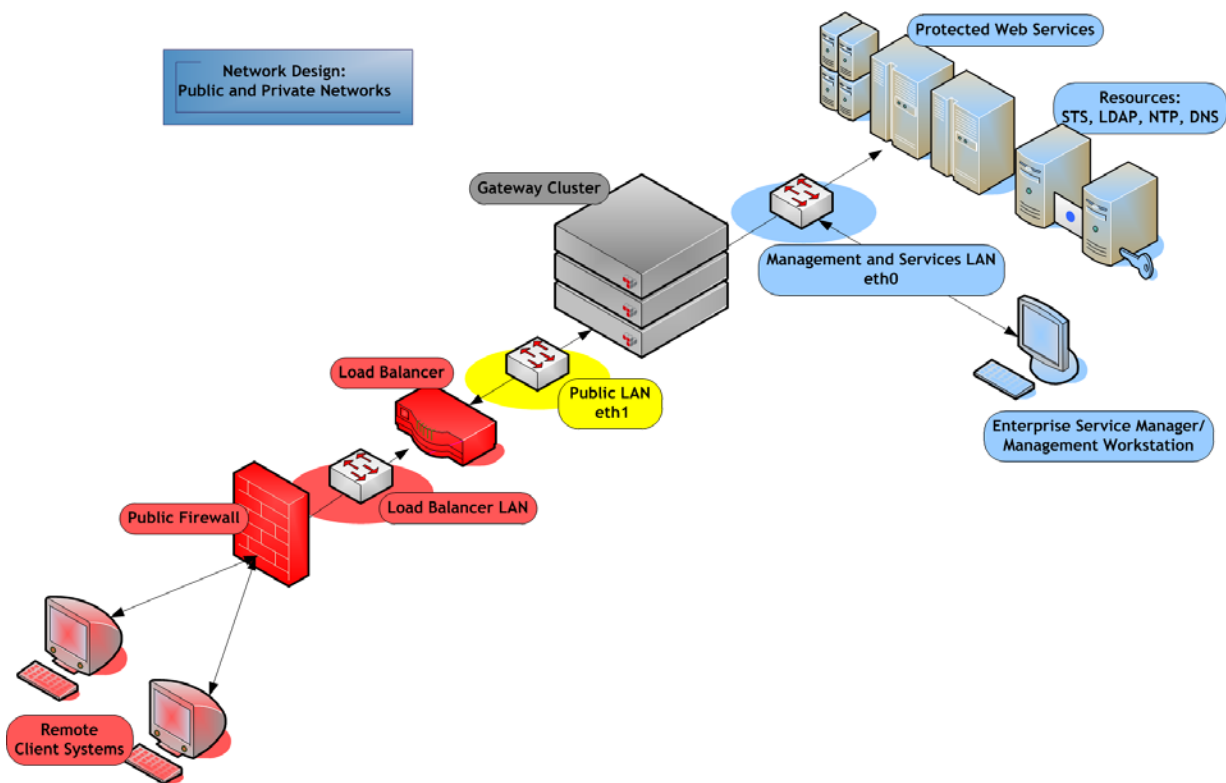 Network Design:
Public and Private Networks
Protected Web Services
Resources:
STS, LDAP, NTP, DNS
Gateway Cluster
Management and Services LAN
eth0
Load Balancer
Public LAN
eth1
Enterprise Service Manager/
Management Workstation
Public Firewall
Load Balancer LAN
Remote
Client Systems